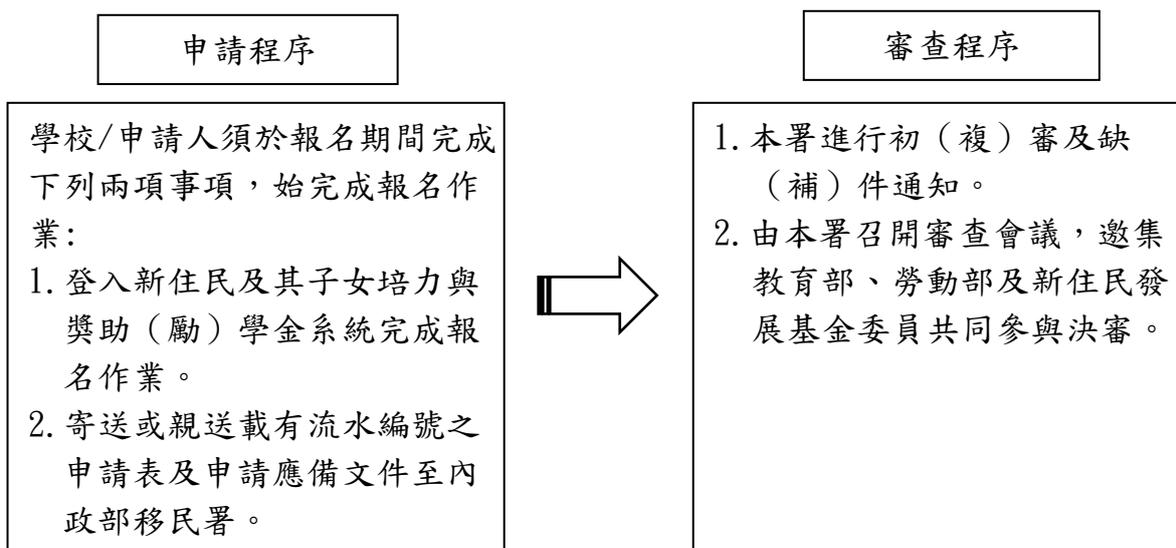 申請程序
學校/申請人須於報名期間完成
下列兩項事項，始完成報名作
業:
1.登入新住民及其子女培力與
獎助（勵）學金系統完成報
名作業。
2.寄送或親送載有流水編號之
申請表及申請應備文件至內
政部移民署。
審查程序
1.本署進行初（複）審及缺
（補）件通知。
2.由本署召開審查會議，邀集
教育部、勞動部及新住民發
展基金委員共同參與決審。